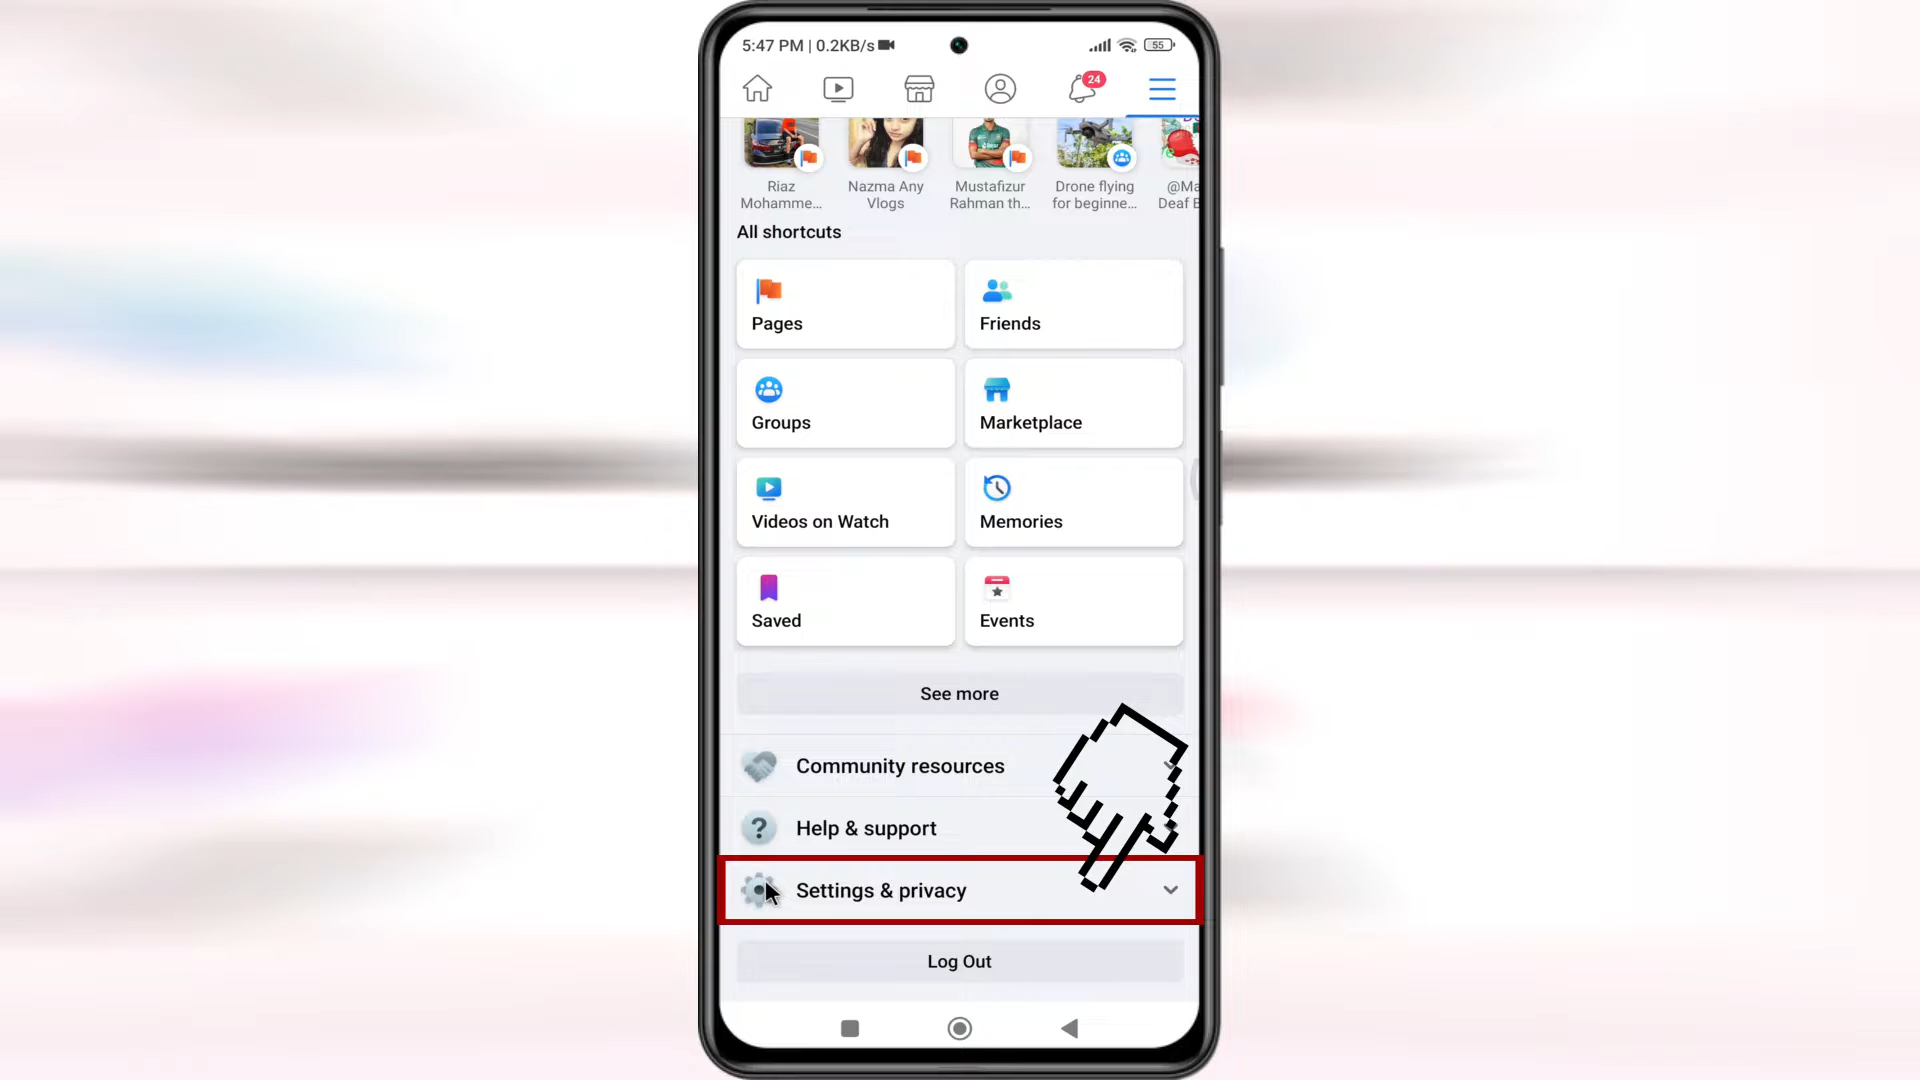 5:47 PM | 0.2KB/s
55
24
Riaz Mohamme...
Nazma Any Vlogs
Mustafizur Rahman th...
Drone flying for beginne...
@Ma
Deaf B
All shortcuts
Pages
Friends
Groups
Marketplace
Videos on Watch
Memories
Saved
Events
See more
Community resources
? Help & support
Settings & privacy
Log Out